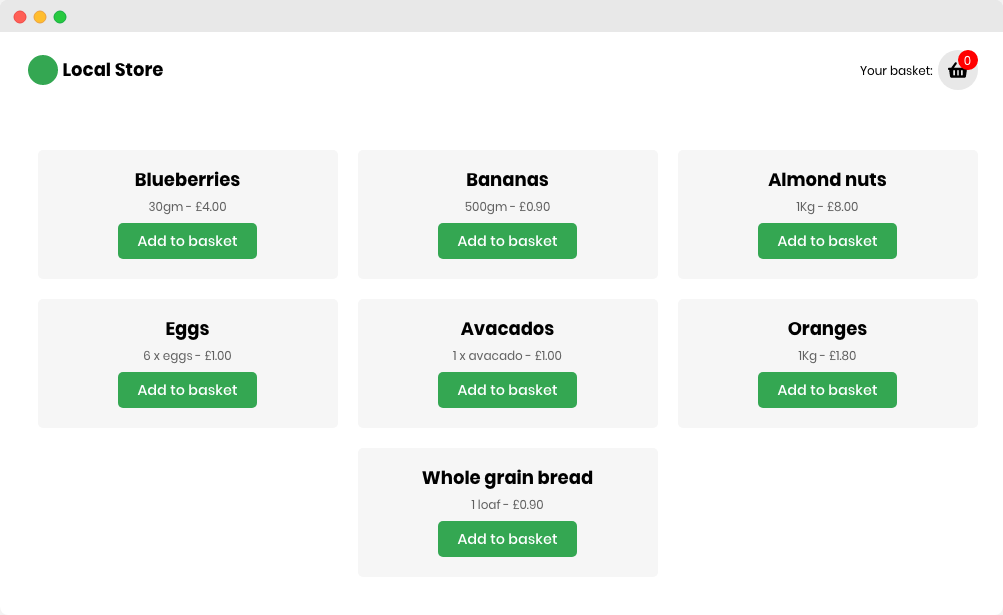 Local Store
Your basket:
0
Blueberries
30gm - £4.00
Add to basket
Bananas
500gm - £0.90
Add to basket
Almond nuts
1Kg - £8.00
Add to basket
Eggs
6 x eggs - £1.00
Add to basket
Avacados
1 x avacado - £1.00
Add to basket
Oranges
1Kg - £1.80
Add to basket
Whole grain bread
1 loaf - £0.90
Add to basket